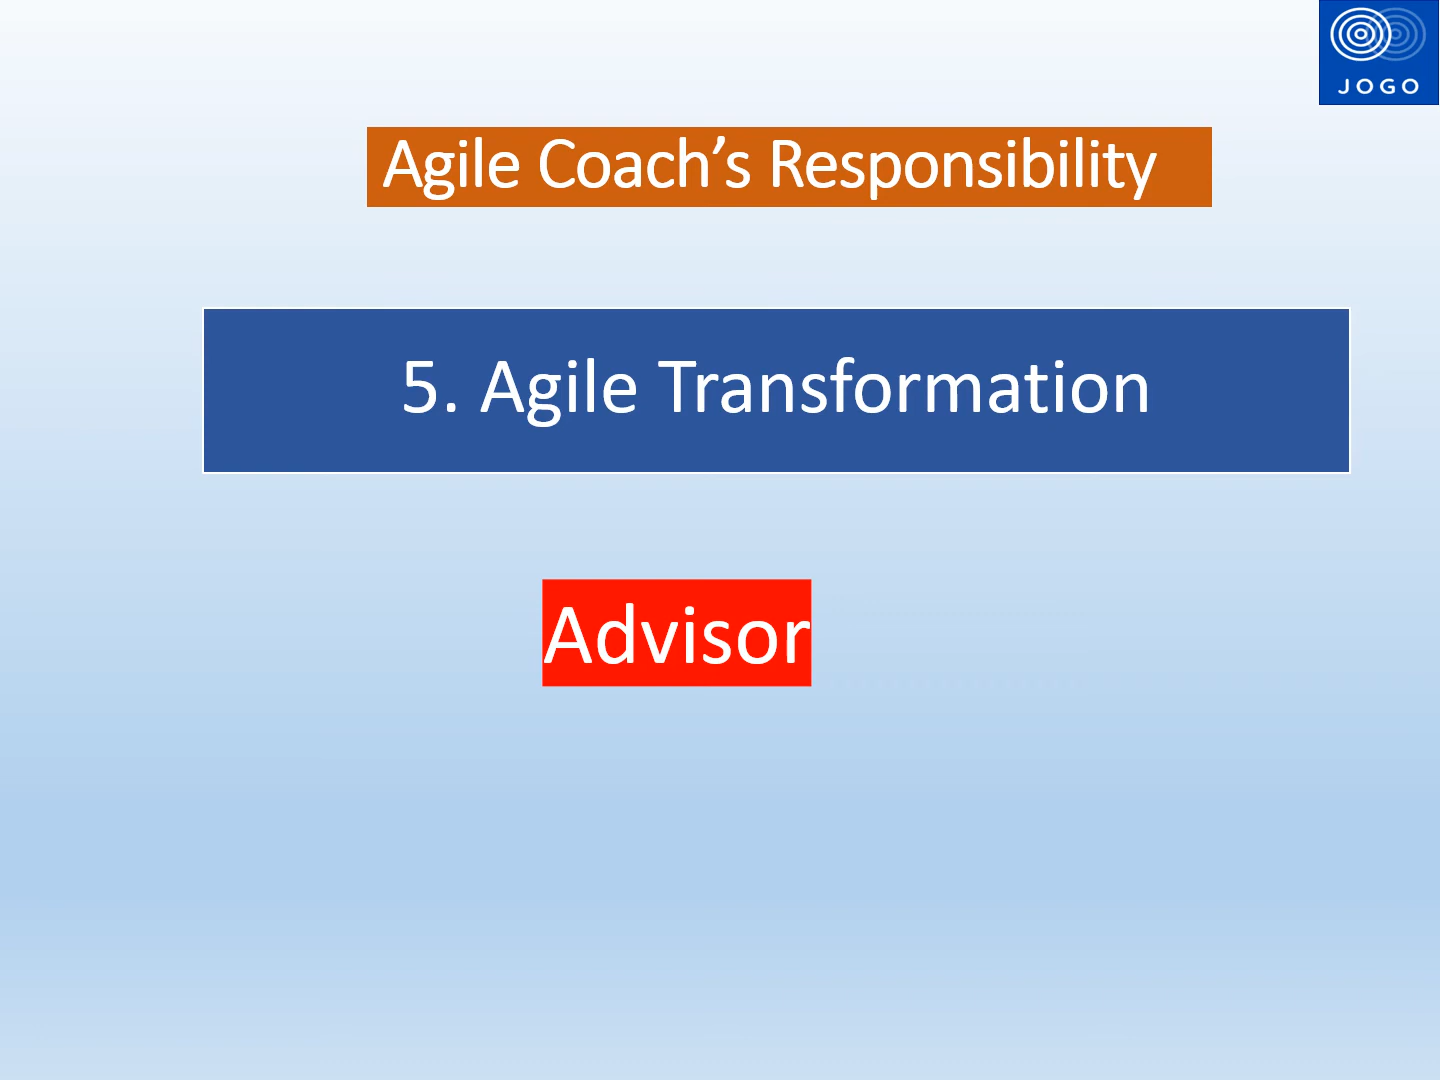 JOGO
Agile Coach’s Responsibility
5. Agile Transformation
Advisor